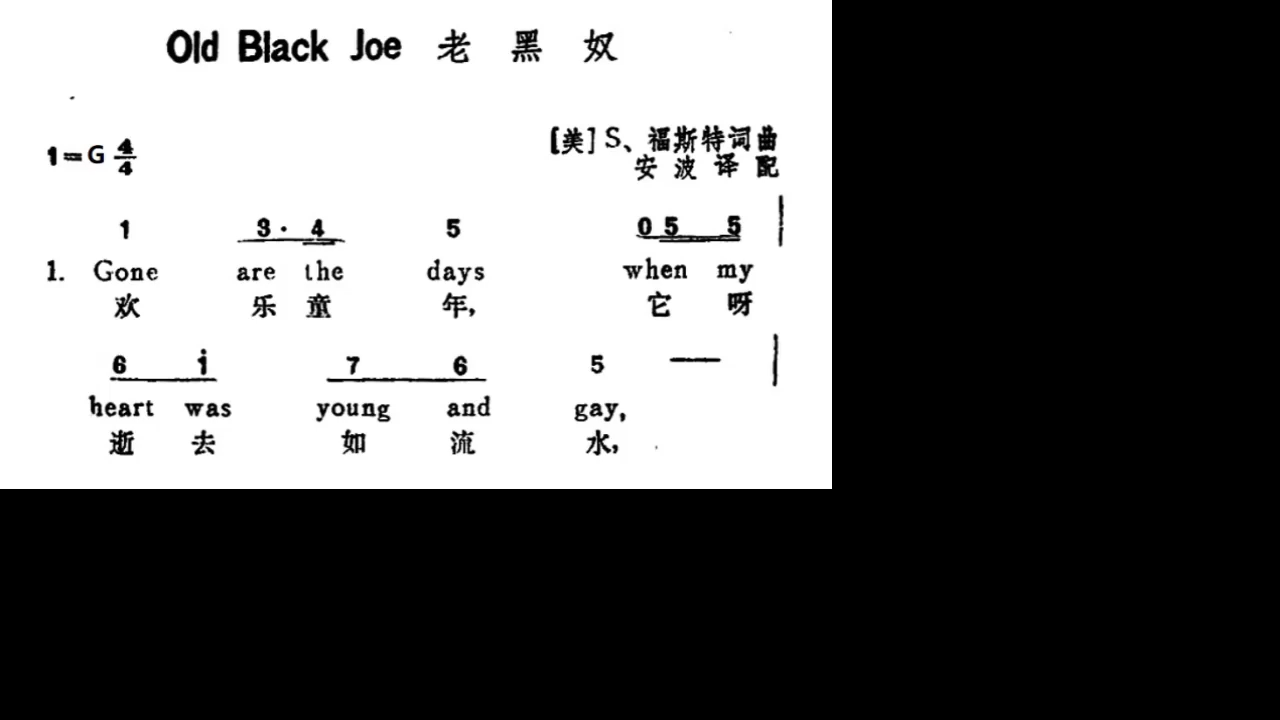 Old Black Joe 老黑奴
1=G 4/4
[美] S、福斯特词曲
安波译配
1 3· 4 5 0 5 5 |
1. Gone are the days when my
欢 乐 童 年, 它 呀
6 i 7 6 5 — |
heart was young and gay,
逝 去 如 流 水,